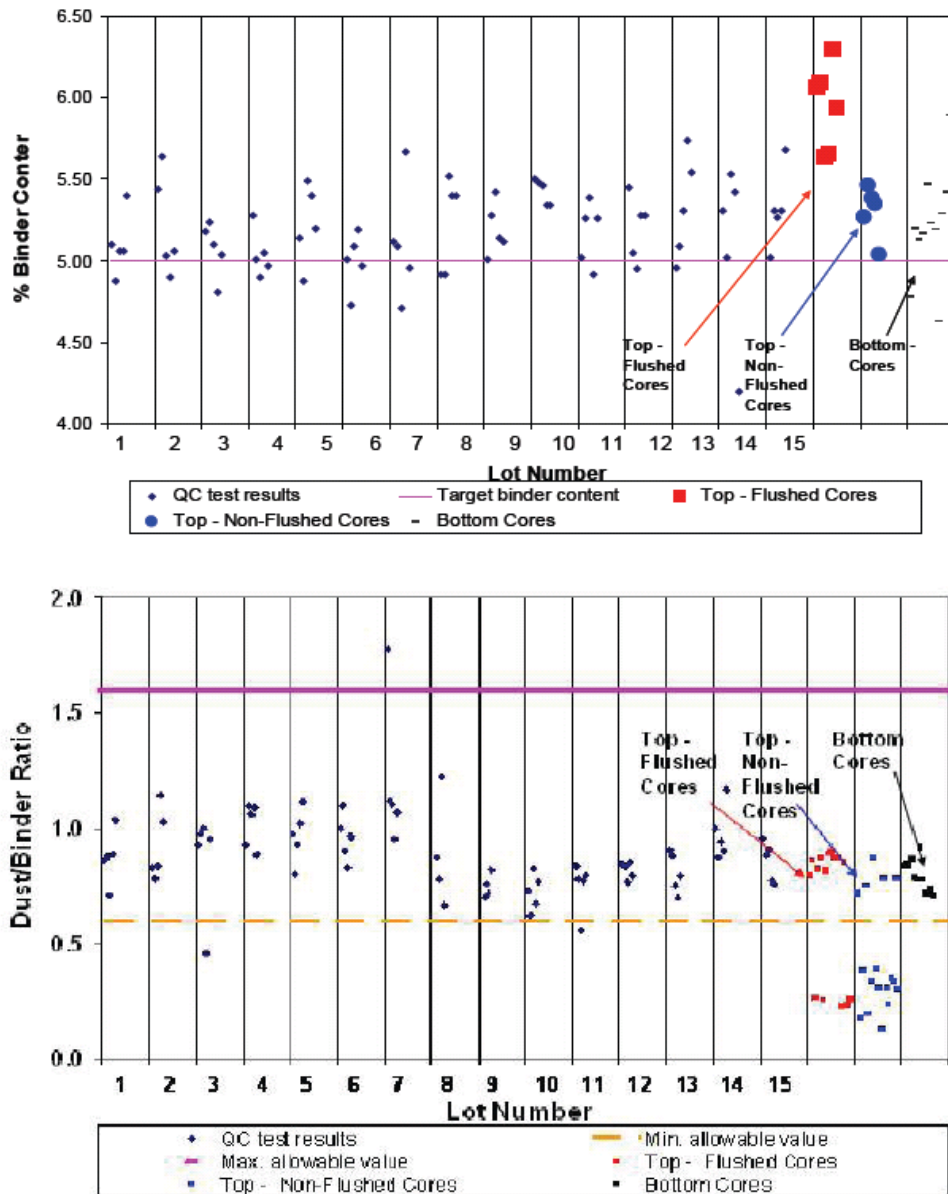 6.50
6.00
5.50
5.00
4.50
4.00
% Binder Conter
Top -
Flushed
Cores
Top -
Non-
Flushed
Cores
Bottom -
Cores
1 2 3 4 5 6 7 8 9 10 11 12 13 14 15
Lot Number
QC test results Target binder content Top - Flushed Cores
Top - Non-Flushed Cores Bottom Cores
2.0
1.5
1.0
0.5
0.0
Dust/Binder Ratio
Top -
Flushed
Cores
Top -
Non-
Flushed
Cores
Bottom
Cores
1 2 3 4 5 6 7 8 9 10 11 12 13 14 15
Lot Number
QC test results Min. allowable value
Max. allowable value Top - Flushed Cores
Top - Non-Flushed Cores Bottom Cores